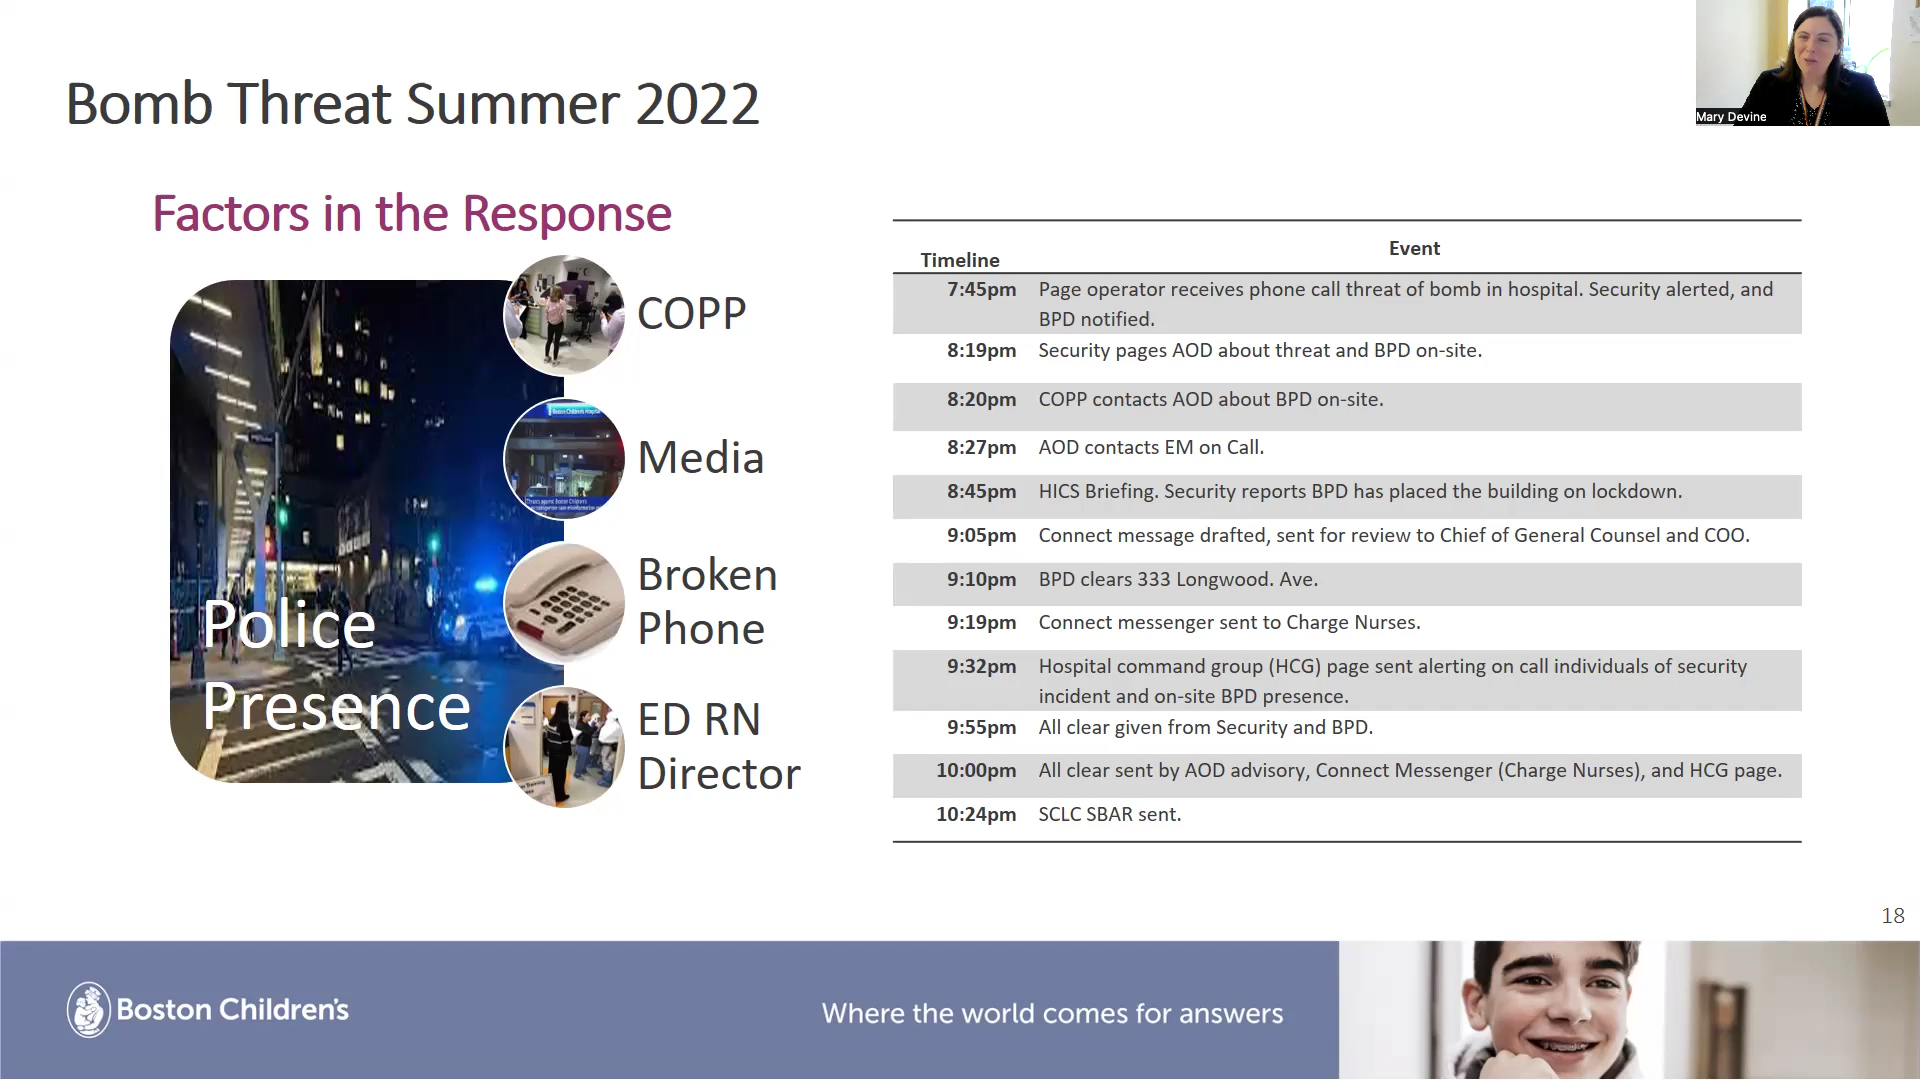 Bomb Threat Summer 2022
Mary Devine
Factors in the Response
Police
Presence
COPP
Media
Broken
Phone
ED RN
Director
Timeline
Event
7:45pm
Page operator receives phone call threat of bomb in hospital. Security alerted, and
BPD notified.
8:19pm
Security pages AOD about threat and BPD on-site.
8:20pm
COPP contacts AOD about BPD on-site.
8:27pm
AOD contacts EM on Call.
8:45pm
HICS Briefing. Security reports BPD has placed the building on lockdown.
9:05pm
Connect message drafted, sent for review to Chief of General Counsel and COO.
9:10pm
BPD clears 333 Longwood. Ave.
9:19pm
Connect messenger sent to Charge Nurses.
9:32pm
Hospital command group (HCG) page sent alerting on call individuals of security
incident and on-site BPD presence.
9:55pm
All clear given from Security and BPD.
10:00pm
All clear sent by AOD advisory, Connect Messenger (Charge Nurses), and HCG page.
10:24pm
SCLC SBAR sent.
18
Boston Children's
Where the world comes for answers